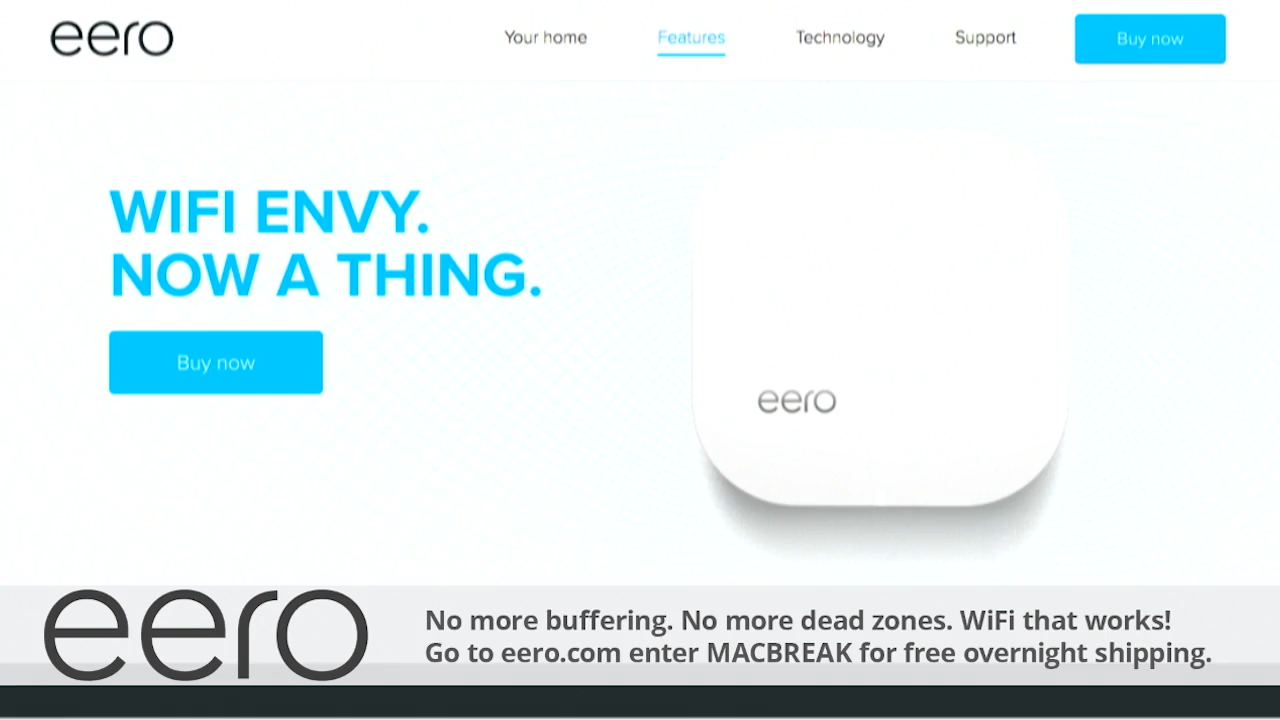 eero
Your home
Features
Technology
Support
Buy now
WIFI ENVY.
NOW A THING.
Buy now
eero
eero
No more buffering. No more dead zones. WiFi that works!
Go to eero.com enter MACBREAK for free overnight shipping.